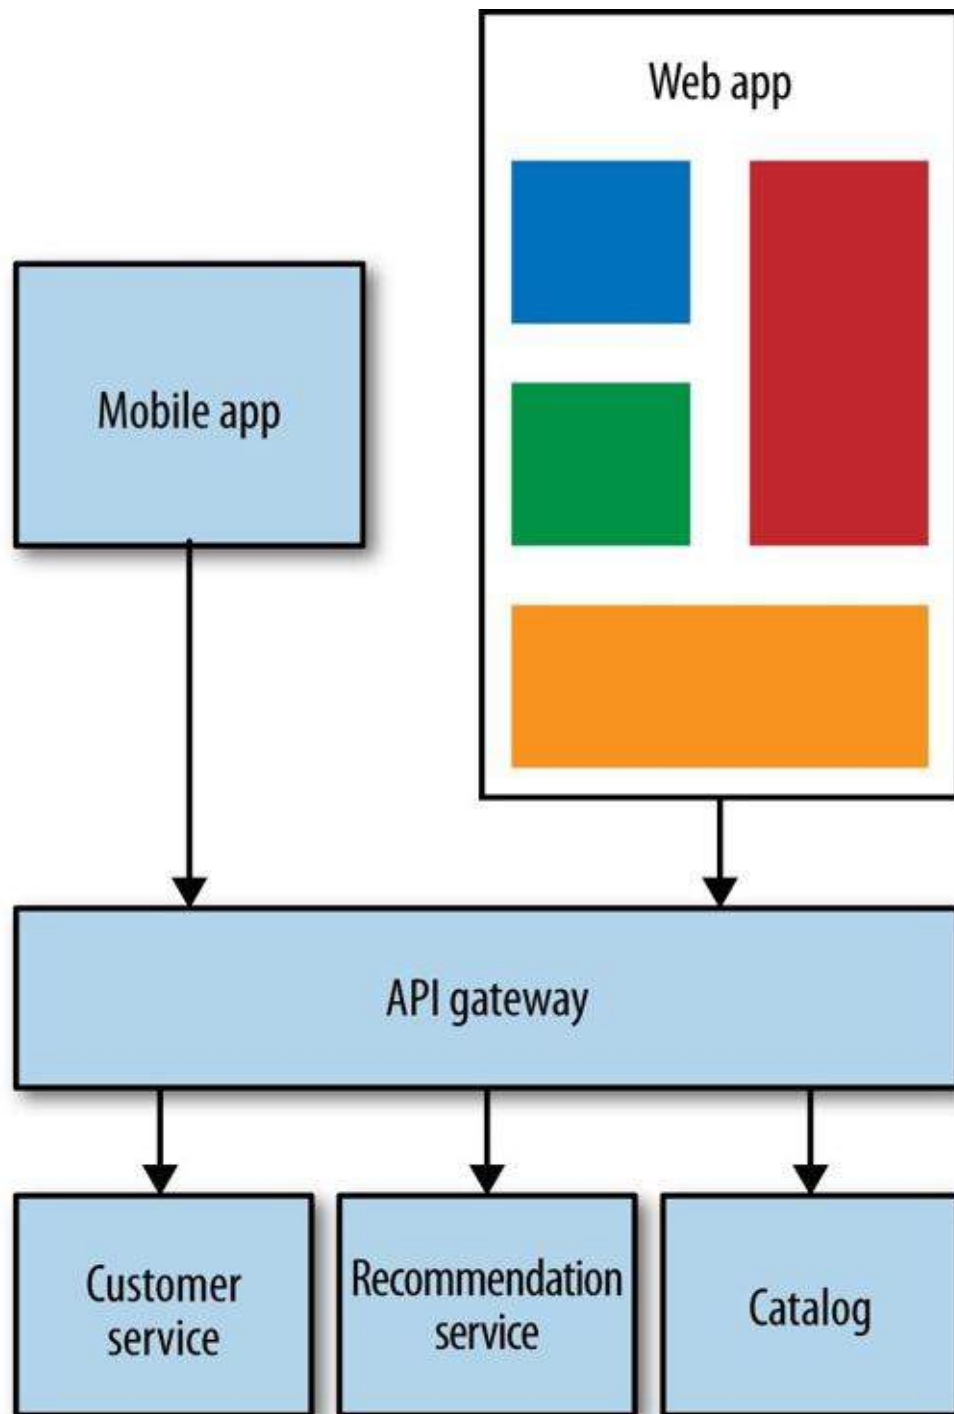 Web app
Mobile app
API gateway
Customer
service
Recommendation
service
Catalog